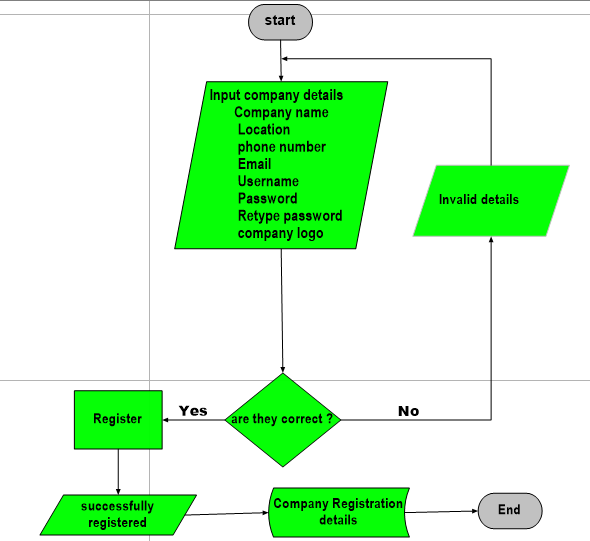 start
Input company details
Company name
Location
phone number
Email
Username
Password
Retype password
company logo
Invalid details
are they correct ?
Yes
No
Register
successfully
registered
Company Registration
details
End